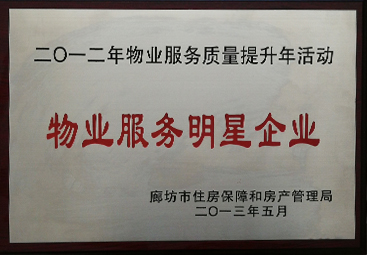 二〇一二年物业服务质量提升年活动
物业服务明星企业
廊坊市住房保障和房产管理局
二〇一三年五月